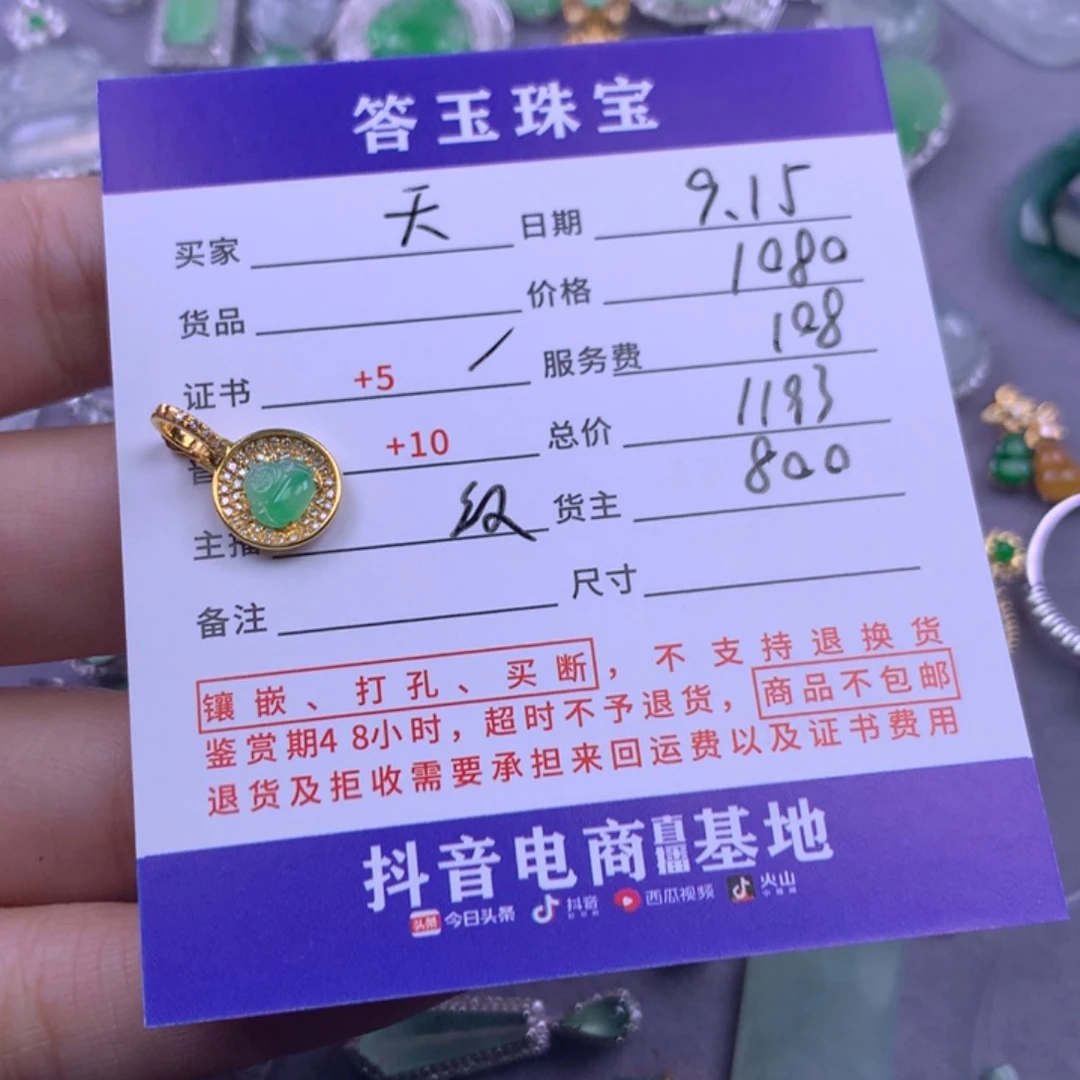 答玉珠宝
买家 天 日期 9.15
货品 价格 1080
证书 +5 / 服务费 108
+10 总价 1193
主播 纹 货主 800
备注 尺寸
镶嵌、打孔、买断，不支持退换货
鉴赏期48小时，超时不予退货，商品不包邮
退货及拒收需要承担来回运费以及证书费用
抖音电商直播基地
头条 今日头条 抖音 西瓜视频 火山